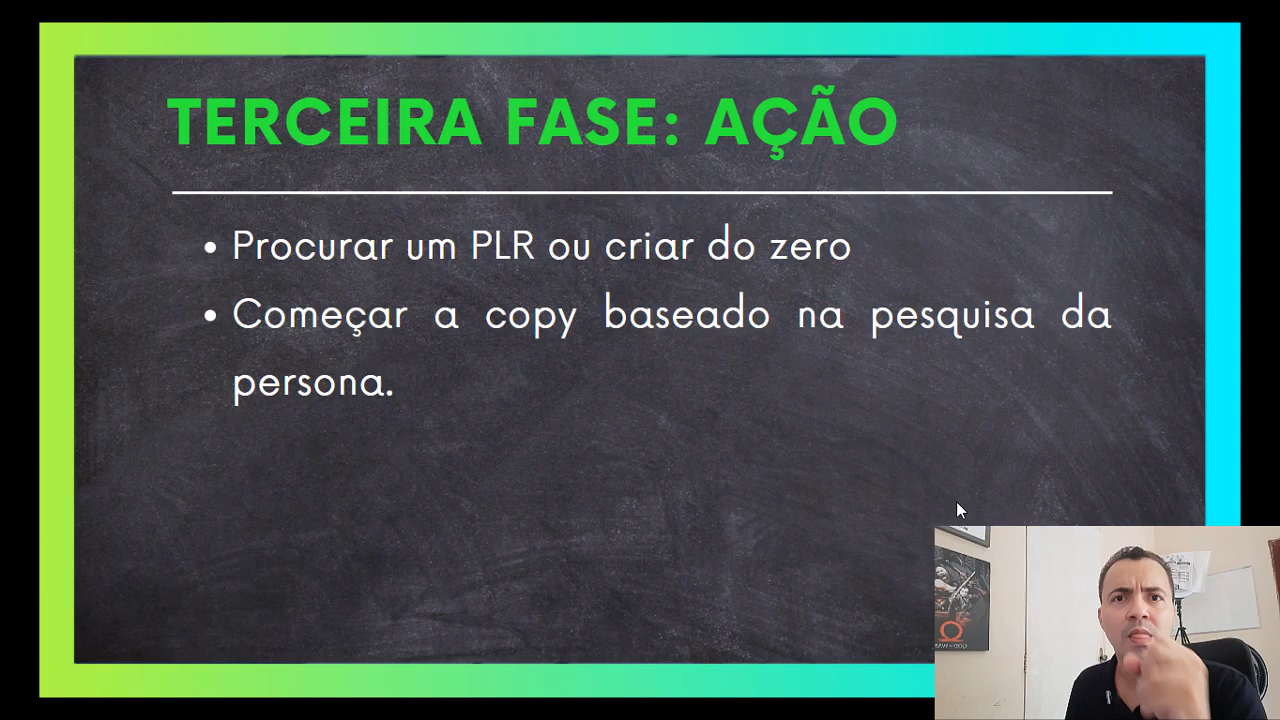 TERCEIRA FASE: AÇÃO
• Procurar um PLR ou criar do zero
• Começar a copy baseado na pesquisa da
persona.